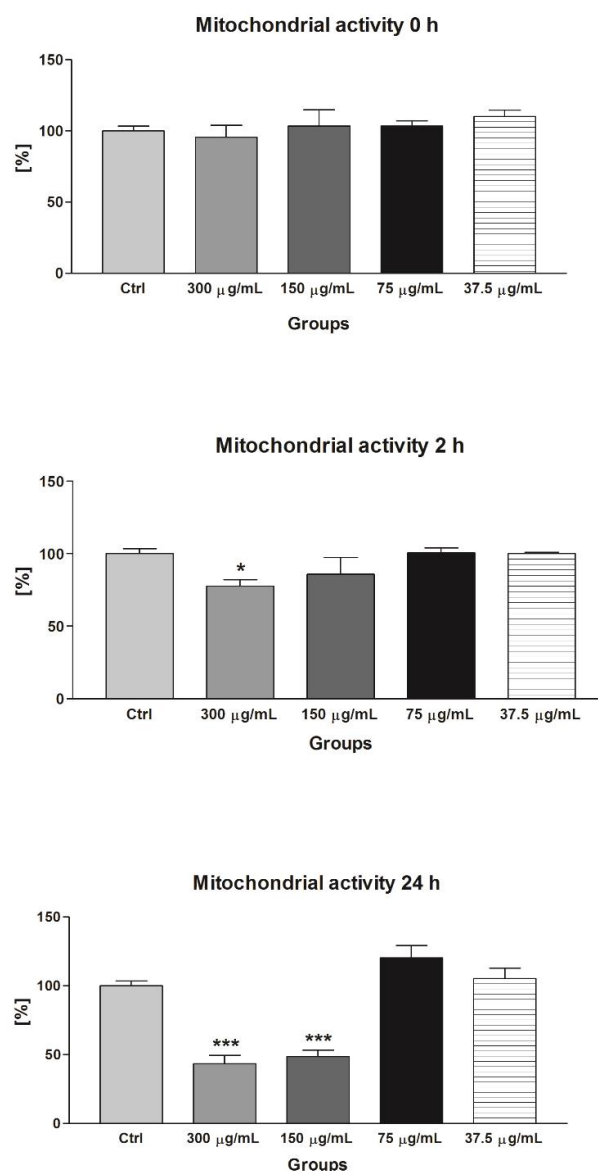 Mitochondrial activity 0 h
150
100
50
0
[%]
Ctrl 300 μg/mL 150 μg/mL 75 μg/mL 37.5 μg/mL
Groups
Mitochondrial activity 2 h
150
100
50
0
[%]
*
Ctrl 300 μg/mL 150 μg/mL 75 μg/mL 37.5 μg/mL
Groups
Mitochondrial activity 24 h
150
100
50
0
[%]
*** ***
Ctrl 300 μg/mL 150 μg/mL 75 μg/mL 37.5 μg/mL
Groups